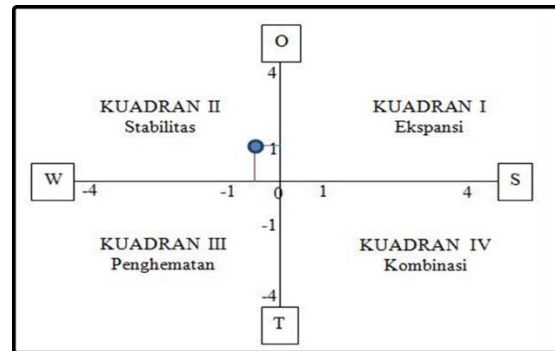 O
4
KUADRAN II
Stabilitas
KUADRAN I
Ekspansi
1
W
-4
-1
0
1
4
S
-1
KUADRAN III
Penghematan
KUADRAN IV
Kombinasi
-4
T